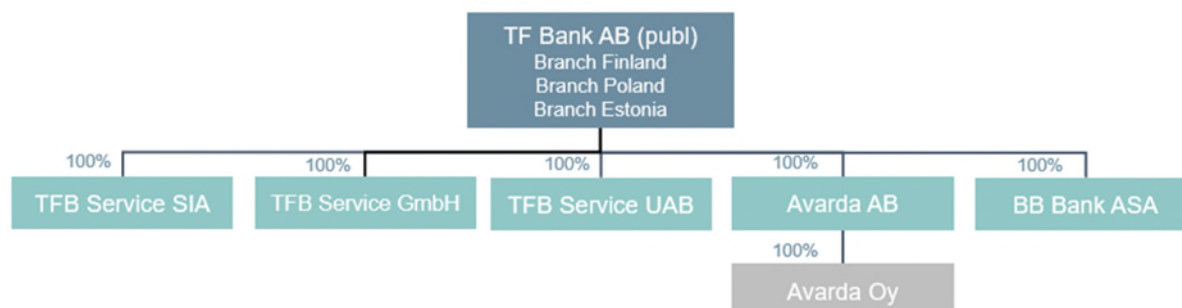 TF Bank AB (publ)
Branch Finland
Branch Poland
Branch Estonia
100%
100%
100%
100%
100%
TFB Service SIA
TFB Service GmbH
TFB Service UAB
Avarda AB
BB Bank ASA
100%
Avarda Oy